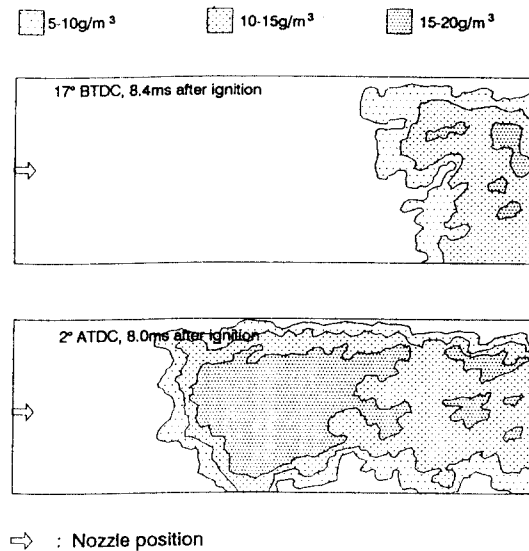 5-10g/m³ 10-15g/m³ 15-20g/m³
17° BTDC, 8.4ms after ignition
2° ATDC, 8.0ms after ignition
: Nozzle position